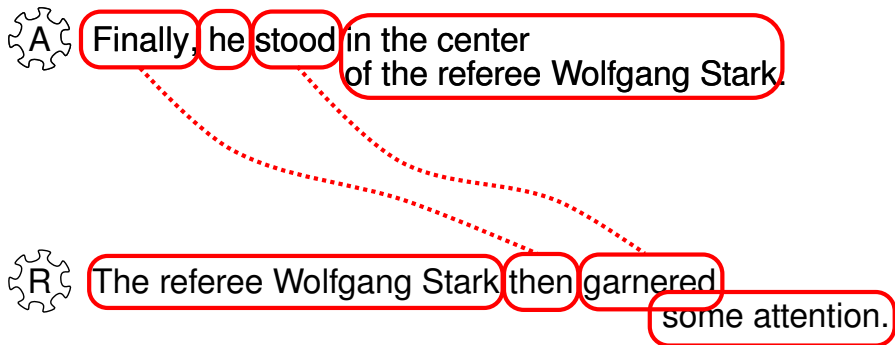 A Finally, he stood in the center
of the referee Wolfgang Stark.
R The referee Wolfgang Stark then garnered
some attention.